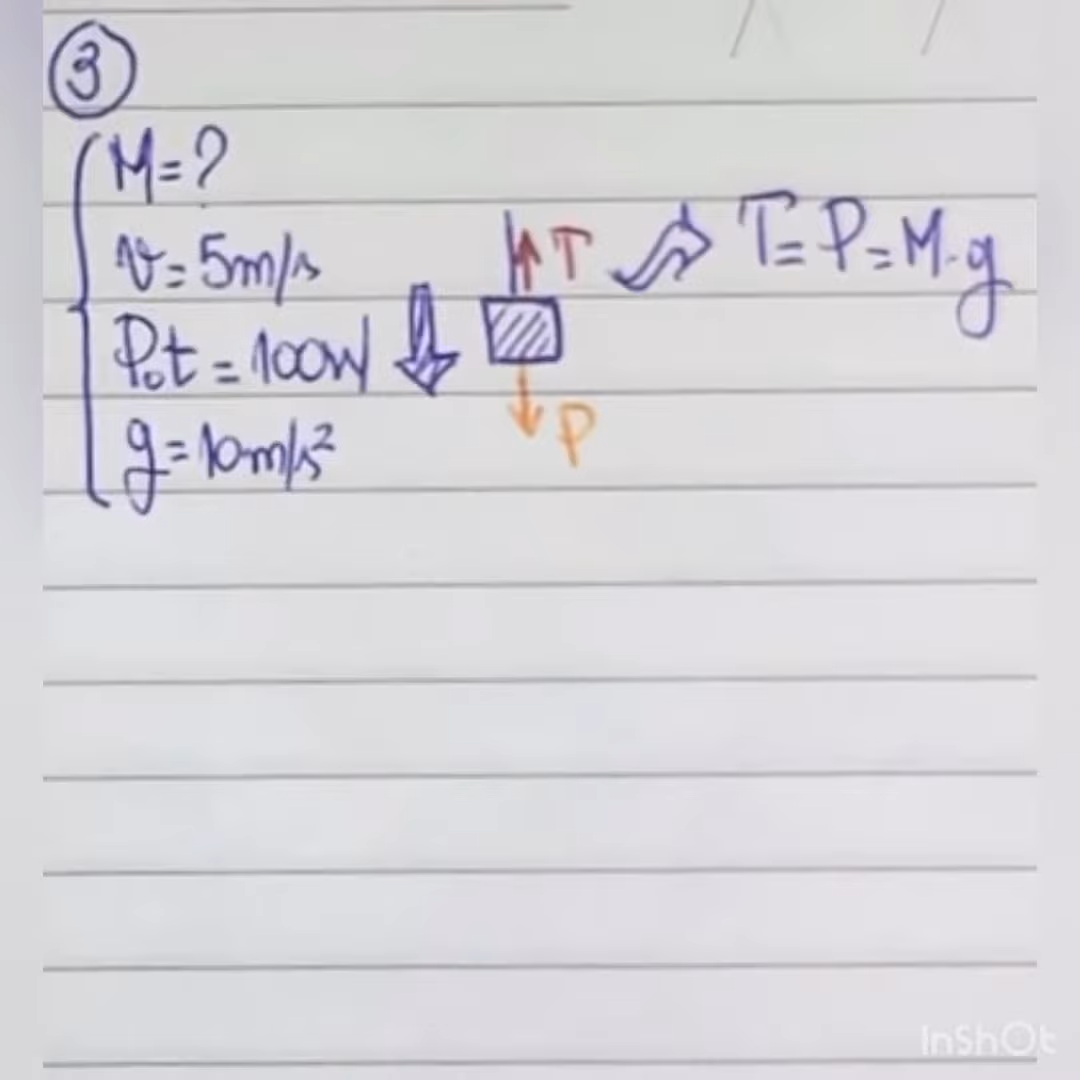 3
M=?
v=5m/s
T
T=P=M.g
Pot=100W
P
g=10m/s²
InShOt